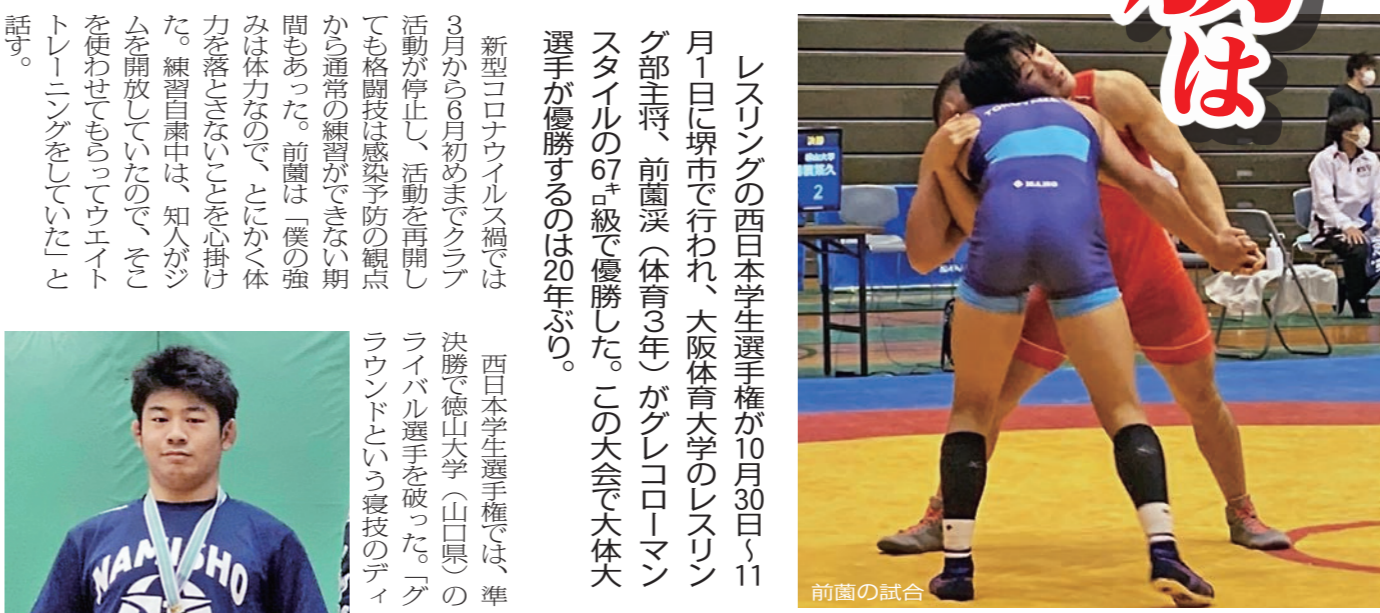 は
レスリングの西日本学生選手権が10月30日〜11
月1日に堺市で行われ、大阪体育大学のレスリン
グ部主将、前薗渓（体育3年）がグレコローマン
スタイルの67㌔級で優勝した。この大会で大体大
選手が優勝するのは20年ぶり。
新型コロナウイルス禍では
3月から6月初めまでクラブ
活動が停止し、活動を再開し
ても格闘技は感染予防の観点
から通常の練習ができない期
間もあった。前薗は「僕の強
みは体力なので、とにかく体
力を落とさないことを心掛け
た。練習自粛中は、知人がジ
ムを開放していたので、そこ
を使わせてもらってウエイト
トレーニングをしていた」と
話す。
西日本学生選手権では、準
決勝で徳山大学（山口県）の
ライバル選手を破った。「グ
ラウンドという寝技のディ
前薗の試合
決勝
2
NAMISHO